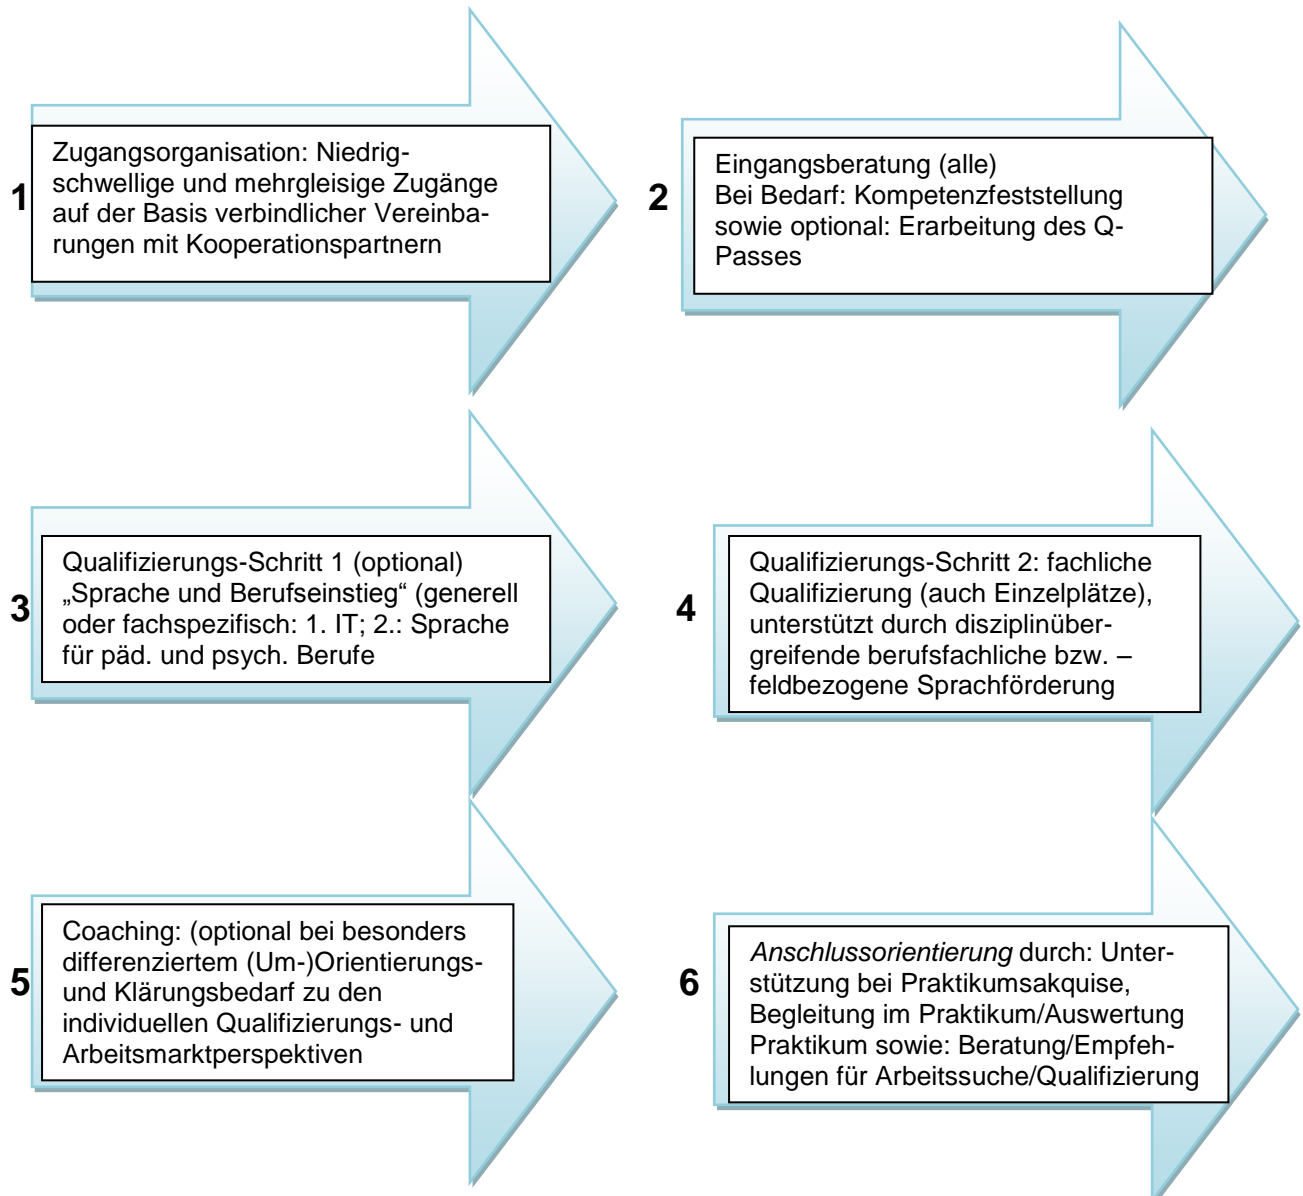 1
Zugangsorganisation: Niedrig-
schwellige und mehrgleisige Zugänge
auf der Basis verbindlicher Vereinba-
rungen mit Kooperationspartnern
2
Eingangsberatung (alle)
Bei Bedarf: Kompetenzfeststellung
sowie optional: Erarbeitung des Q-
Passes
3
Qualifizierungs-Schritt 1 (optional)
„Sprache und Berufseinstieg“ (generell
oder fachspezifisch: 1. IT; 2.: Sprache
für päd. und psych. Berufe
4
Qualifizierungs-Schritt 2: fachliche
Qualifizierung (auch Einzelplätze),
unterstützt durch disziplinüber-
greifende berufsfachliche bzw. –
feldbezogene Sprachförderung
5
Coaching: (optional bei besonders
differenziertem (Um-)Orientierungs-
und Klärungsbedarf zu den
individuellen Qualifizierungs- und
Arbeitsmarktperspektiven
6
Anschlussorientierung durch: Unter-
stützung bei Praktikumsakquise,
Begleitung im Praktikum/Auswertung
Praktikum sowie: Beratung/Empfeh-
lungen für Arbeitssuche/Qualifizierung